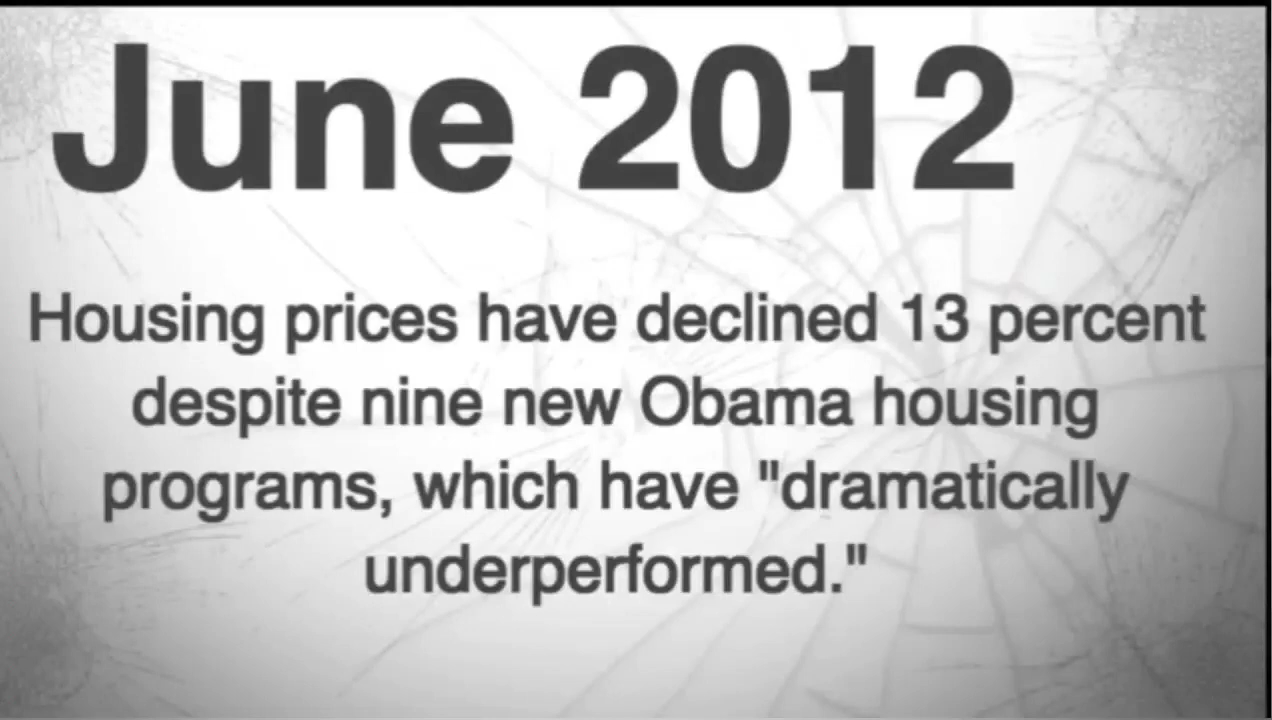 June 2012
Housing prices have declined 13 percent
despite nine new Obama housing
programs, which have "dramatically
underperformed."